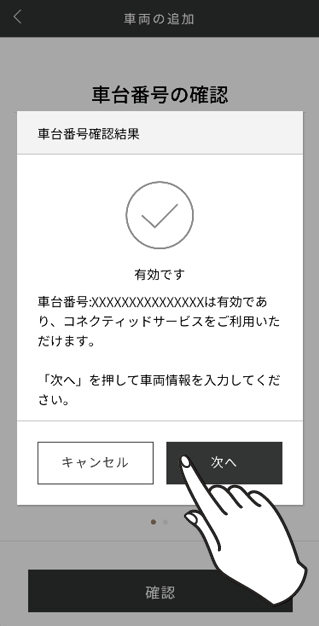 車両の追加
車台番号の確認
車台番号確認結果
有効です
車台番号:XXXXXXXXXXXXXXXXXは有効であ
り、コネクティッドサービスをご利用いた
だけます。
「次へ」を押して車両情報を入力してくだ
さい。
キャンセル
次へ
確認